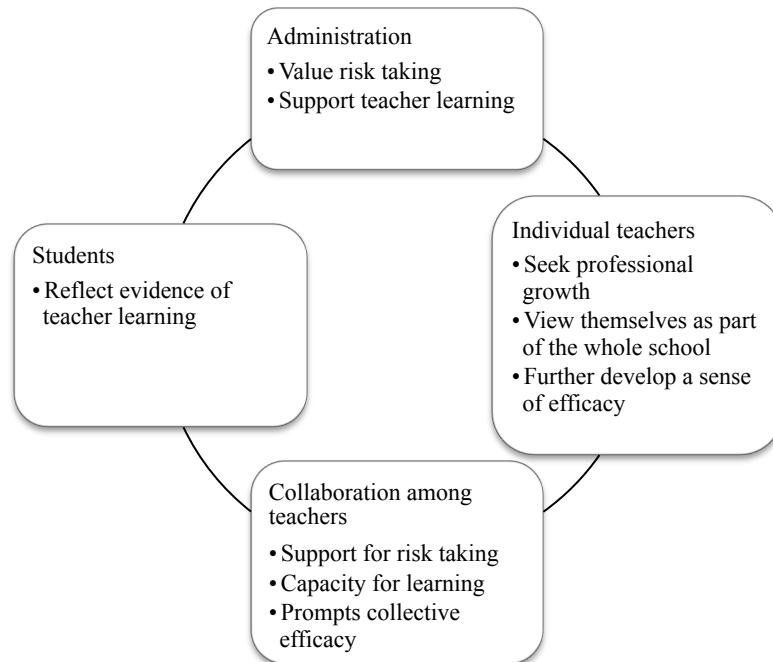 Administration
• Value risk taking
• Support teacher learning
Individual teachers
• Seek professional
growth
• View themselves as part
of the whole school
• Further develop a sense
of efficacy
Collaboration among
teachers
• Support for risk taking
• Capacity for learning
• Prompts collective
efficacy
Students
• Reflect evidence of
teacher learning